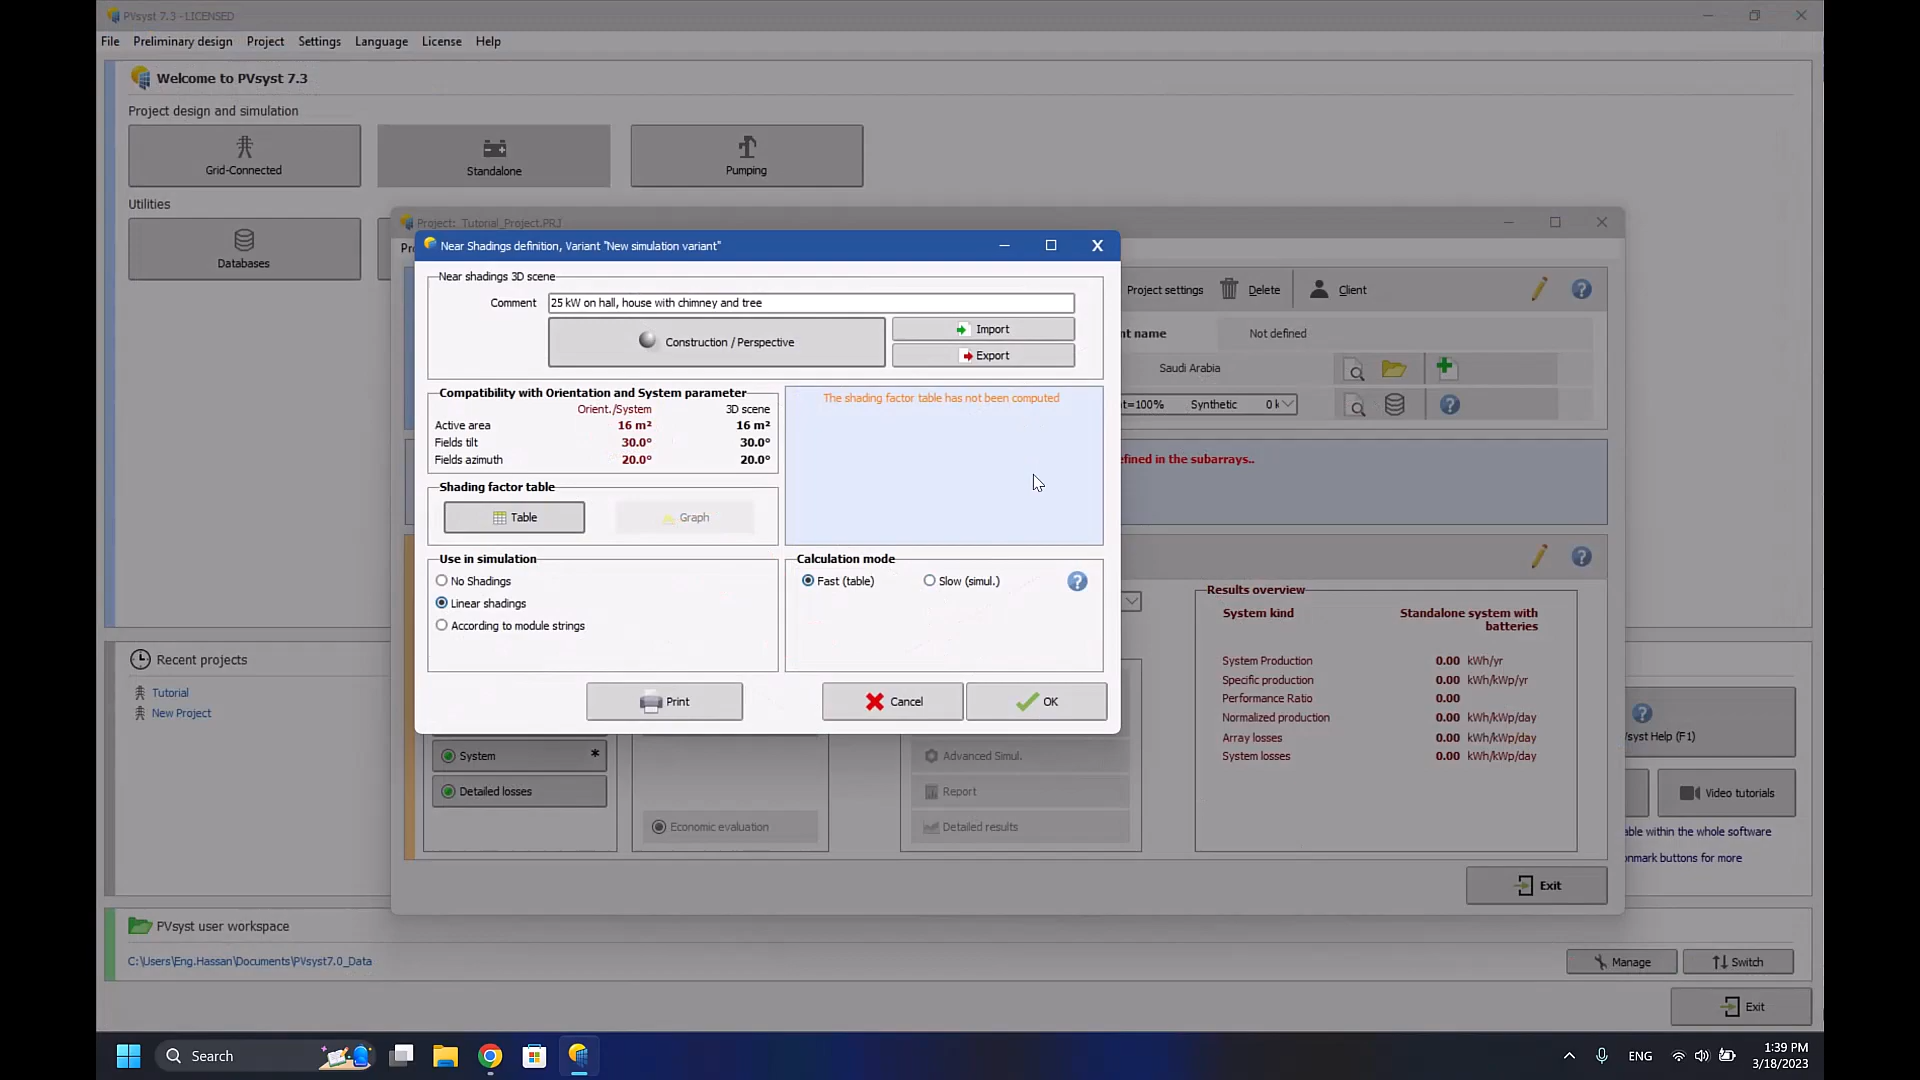 PVsyst 7.3 - LICENSED
File Preliminary design Project Settings Language License Help
Welcome to PVsyst 7.3
Project design and simulation
Grid-Connected
Standalone
Pumping
Utilities
Databases
Project: Tutorial_Project.PRJ
Near Shadings definition, Variant "New simulation variant"
Near shadings 3D scene
Comment 25 kW on hall, house with chimney and tree
Construction / Perspective
Import
Export
Compatibility with Orientation and System parameter
Orient./System 3D scene
Active area 16 m² 16 m²
Fields tilt 30.0° 30.0°
Fields azimuth 20.0° 20.0°
The shading factor table has not been computed
Shading factor table
Table
Graph
Use in simulation
No Shadings
Linear shadings
According to module strings
Calculation mode
Fast (table) Slow (simul.) ?
Print
Cancel
OK
Project settings Delete Client ?
Not defined
Saudi Arabia
Synthetic
?
?
System *
Detailed losses
Economic evaluation
Advanced Simul.
Report
Detailed results
Results overview
System kind Standalone system with
batteries
System Production 0.00 kWh/yr
Specific production 0.00 kWh/kWp/yr
Performance Ratio 0.00
Normalized production 0.00 kWh/kWp/day
Array losses 0.00 kWh/kWp/day
System losses 0.00 kWh/kWp/day
Exit
Recent projects
Tutorial
New Project
Help (F1)
Video tutorials
within the whole software
buttons for more
PVsyst user workspace
C:\Users\Eng.Hassan\Documents\PVsyst7.0_Data
Manage
Switch
Exit
Search
ENG
1:39 PM
3/18/2023